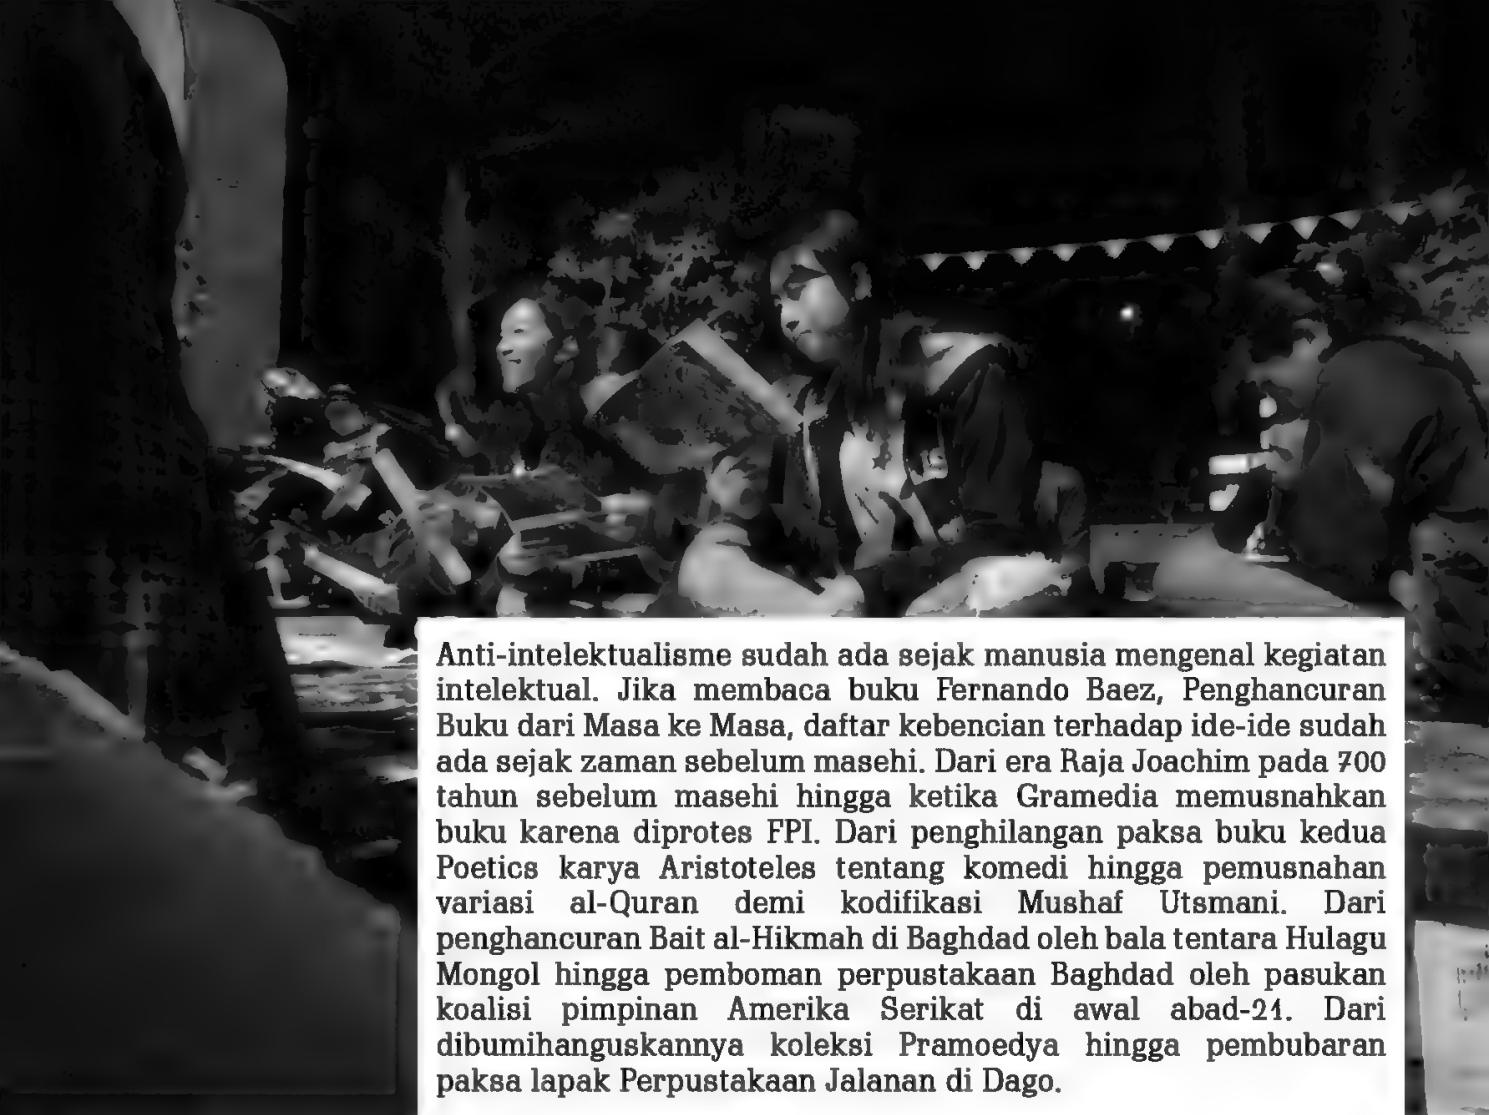 Anti-intelektualisme sudah ada sejak manusia mengenal kegiatan
intelektual. Jika membaca buku Fernando Baez, Penghancuran
Buku dari Masa ke Masa, daftar kebencian terhadap ide-ide sudah
ada sejak zaman sebelum masehi. Dari era Raja Joachim pada 700
tahun sebelum masehi hingga ketika Gramedia memusnahkan
buku karena diprotes FPI. Dari penghilangan paksa buku kedua
Poetics karya Aristoteles tentang komedi hingga pemusnahan
variasi al-Quran demi kodifikasi Mushaf Utsmani. Dari
penghancuran Bait al-Hikmah di Baghdad oleh bala tentara Hulagu
Mongol hingga pemboman perpustakaan Baghdad oleh pasukan
koalisi pimpinan Amerika Serikat di awal abad-21. Dari
dibumihanguskannya koleksi Pramoedya hingga pembubaran
paksa lapak Perpustakaan Jalanan di Dago.